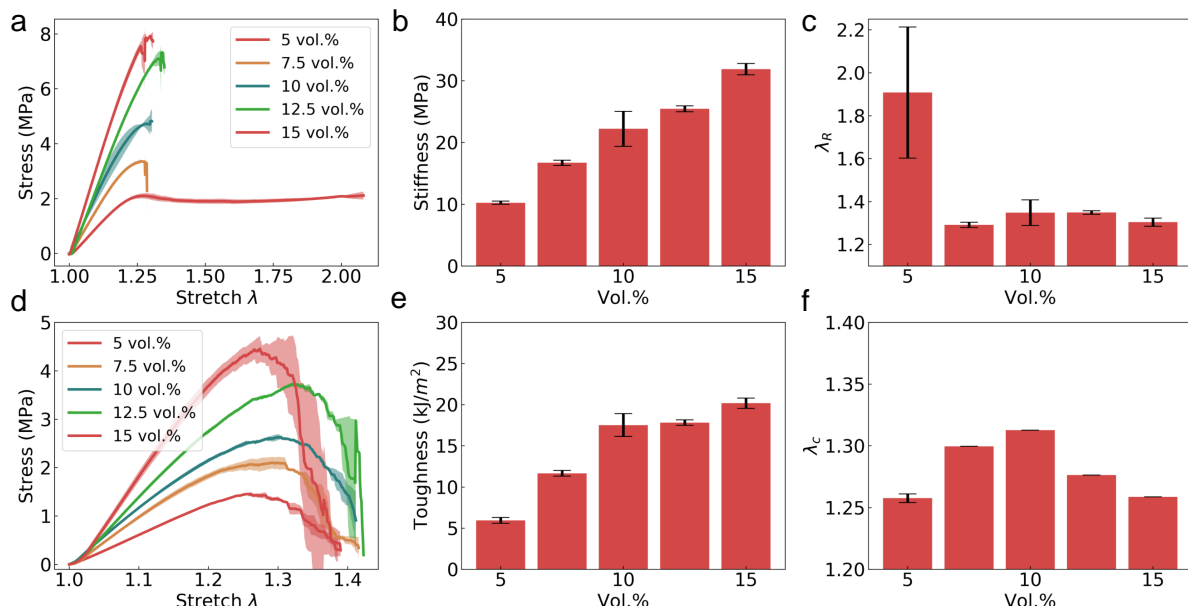 a
8
6
4
2
0
Stress (MPa)
1.00 1.25 1.50 1.75 2.00
Stretch λ
5 vol.%
7.5 vol.%
10 vol.%
12.5 vol.%
15 vol.%
b
40
30
20
10
0
Stiffness (MPa)
5 10 15
Vol.%
c
2.2
2.0
1.8
1.6
1.4
1.2
λR
5 10 15
Vol.%
d
5
4
3
2
1
0
Stress (MPa)
1.0 1.1 1.2 1.3 1.4
Stretch λ
5 vol.%
7.5 vol.%
10 vol.%
12.5 vol.%
15 vol.%
e
30
25
20
15
10
5
0
Toughness (kJ/m²)
5 10 15
Vol.%
f
1.40
1.35
1.30
1.25
1.20
λc
5 10 15
Vol.%